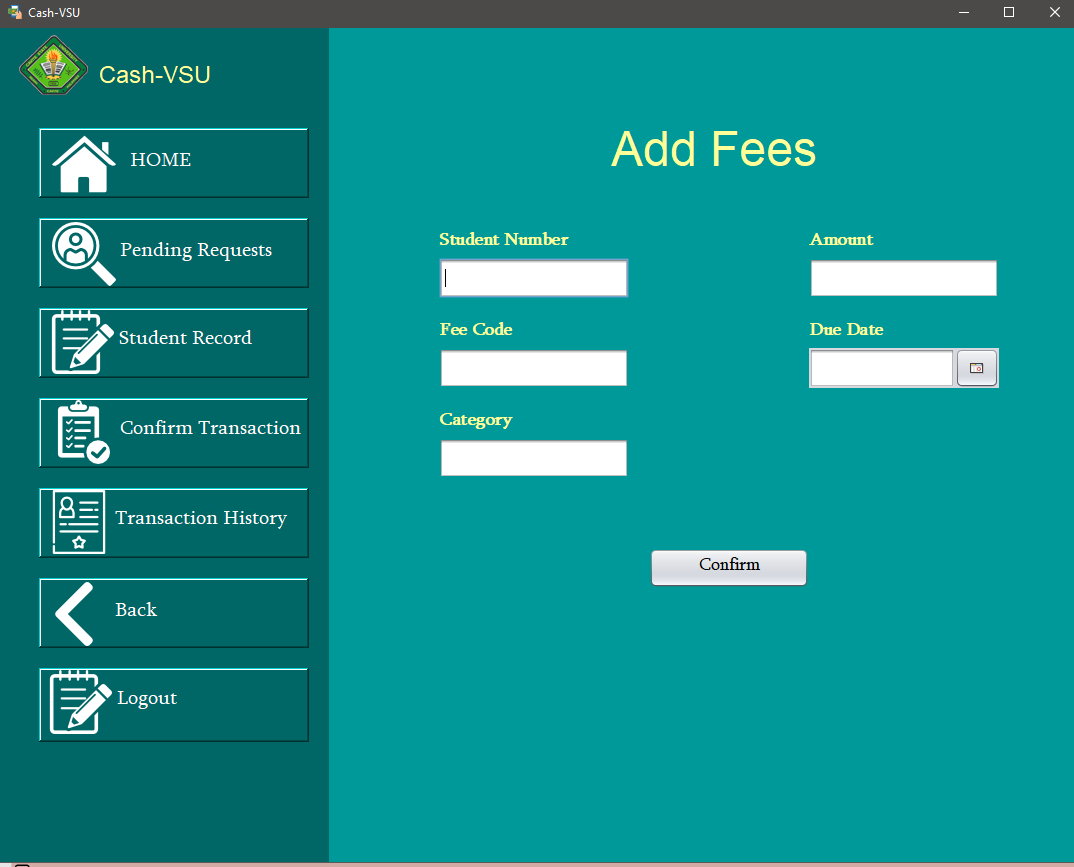 Cash-VSU
Cash-VSU
HOME
Pending Requests
Student Record
Confirm Transaction
Transaction History
Back
Logout
Add Fees
Student Number
Amount
Fee Code
Due Date
Category
Confirm